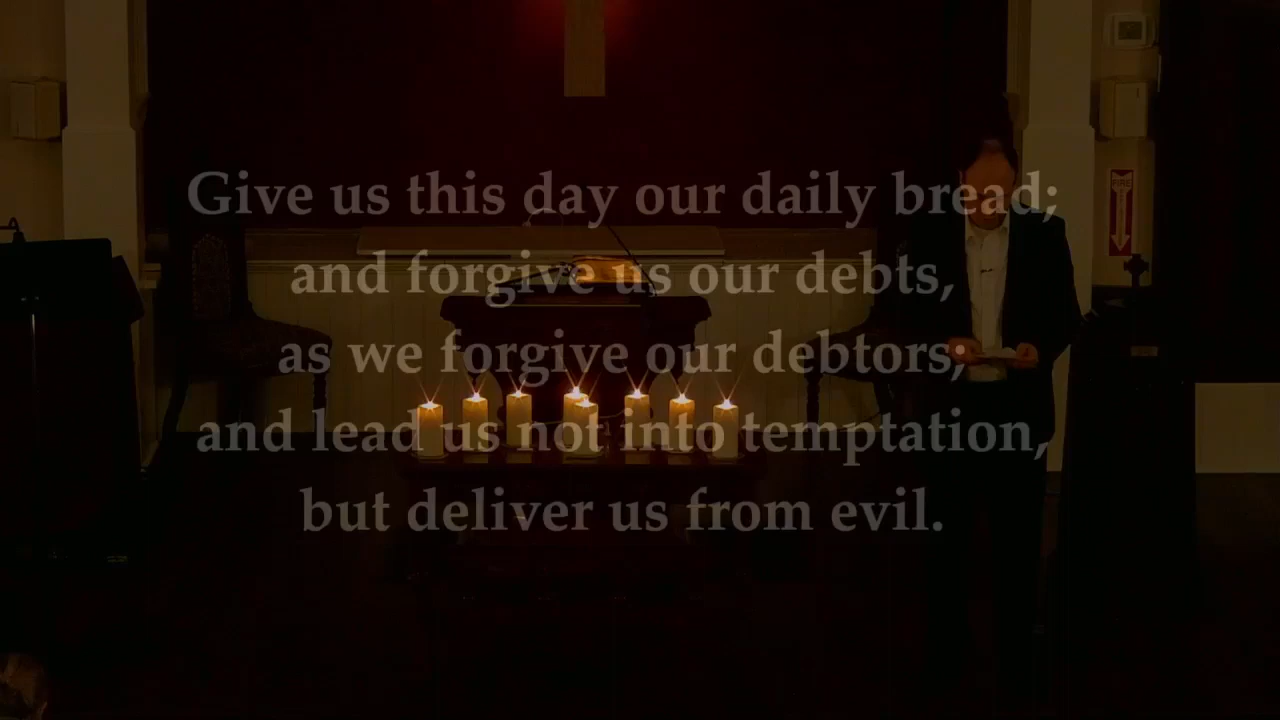 Give us this day our daily bread;
and forgive us our debts,
as we forgive our debtors;
and lead us not into temptation,
but deliver us from evil.
FIRE